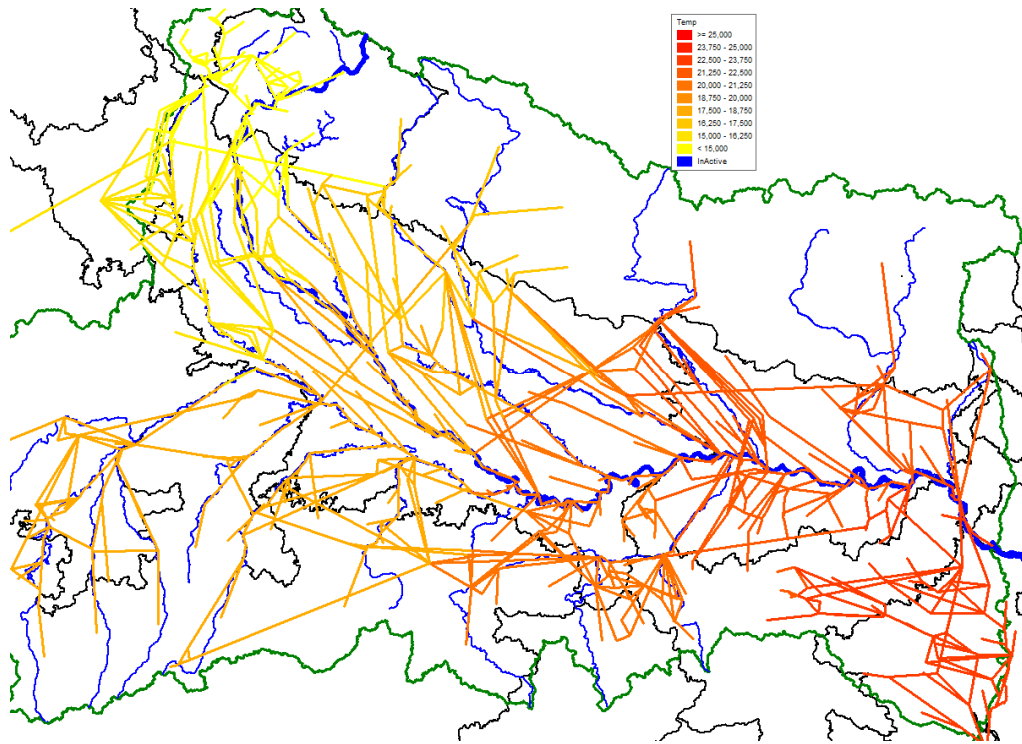 Temp
>= 25,000
23,750 - 25,000
22,500 - 23,750
21,250 - 22,500
20,000 - 21,250
18,750 - 20,000
17,500 - 18,750
16,250 - 17,500
15,000 - 16,250
< 15,000
InActive